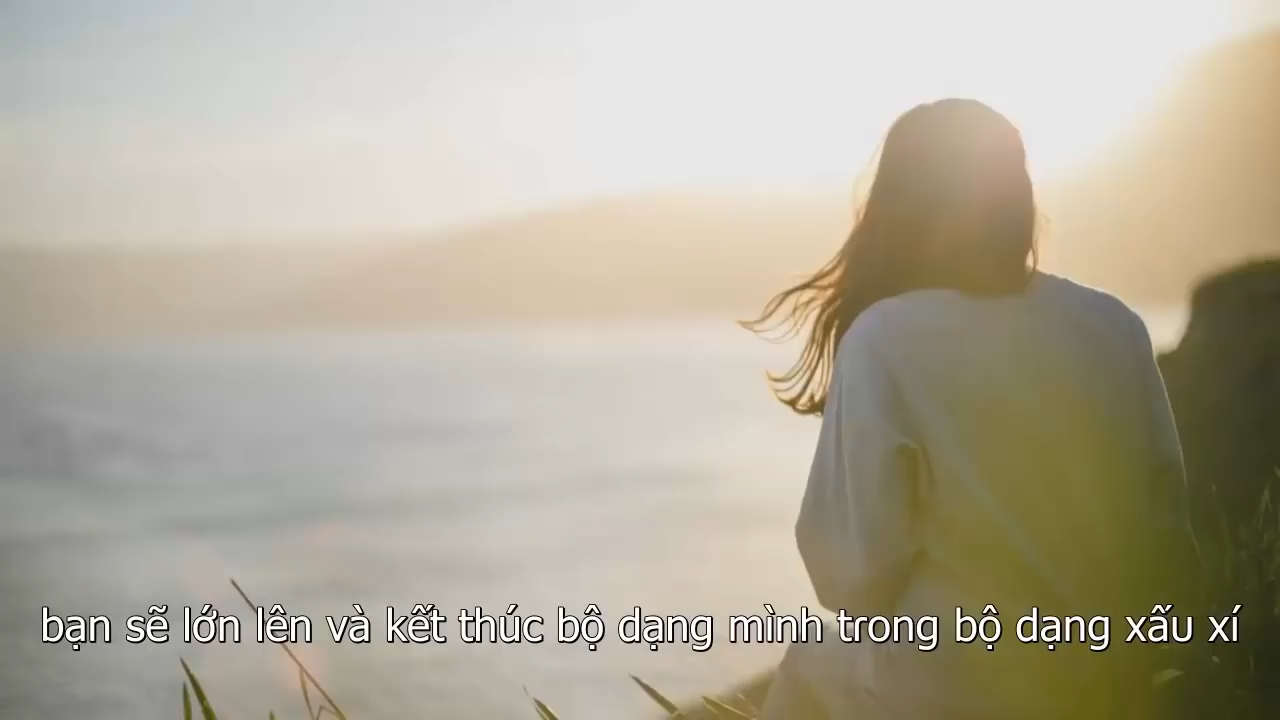 bạn sẽ lớn lên và kết thúc bộ dạng mình trong bộ dạng xấu xí